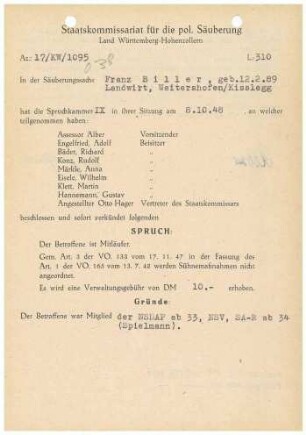 Staatskommissariat für die pol. Säuberung
Land Württemberg-Hohenzollern
Az: 17/KW/1095
L.310
In der Säuberungssache Franz Biller, geb.12.2.89
Landwirt, Weitershofen/Kisslegg
hat die Spruchkammer IX in ihrer Sitzung am 8.10.48 an welcher
teilgenommen haben:
Assessor Alber Vorsitzender
Engelfried, Adolf Beisitzer
Bäder, Richard "
Konz, Rudolf "
Märkle, Anna "
Eisele, Wilhelm "
Klett, Martin "
Hannemann, Gustav "
Angestellter Otto Hager Vertreter des Staatskommissars
beschlossen und sofort verkündet folgenden
SPRUCH:
Der Betroffene ist Mitläufer.
Gem. Art. 3 der VO. 133 vom 17. 11. 47 in der Fassung des
Art. 1 der VO. 165 vom 13. 7. 48 werden Sühnemaßnahmen nicht
angeordnet.
Es wird eine Verwaltungsgebühr von DM 10.- erhoben.
Gründe
Der Betroffene war Mitglied der NSDAP ab 33, NSV, SA-R ab 34
(Spielmann).